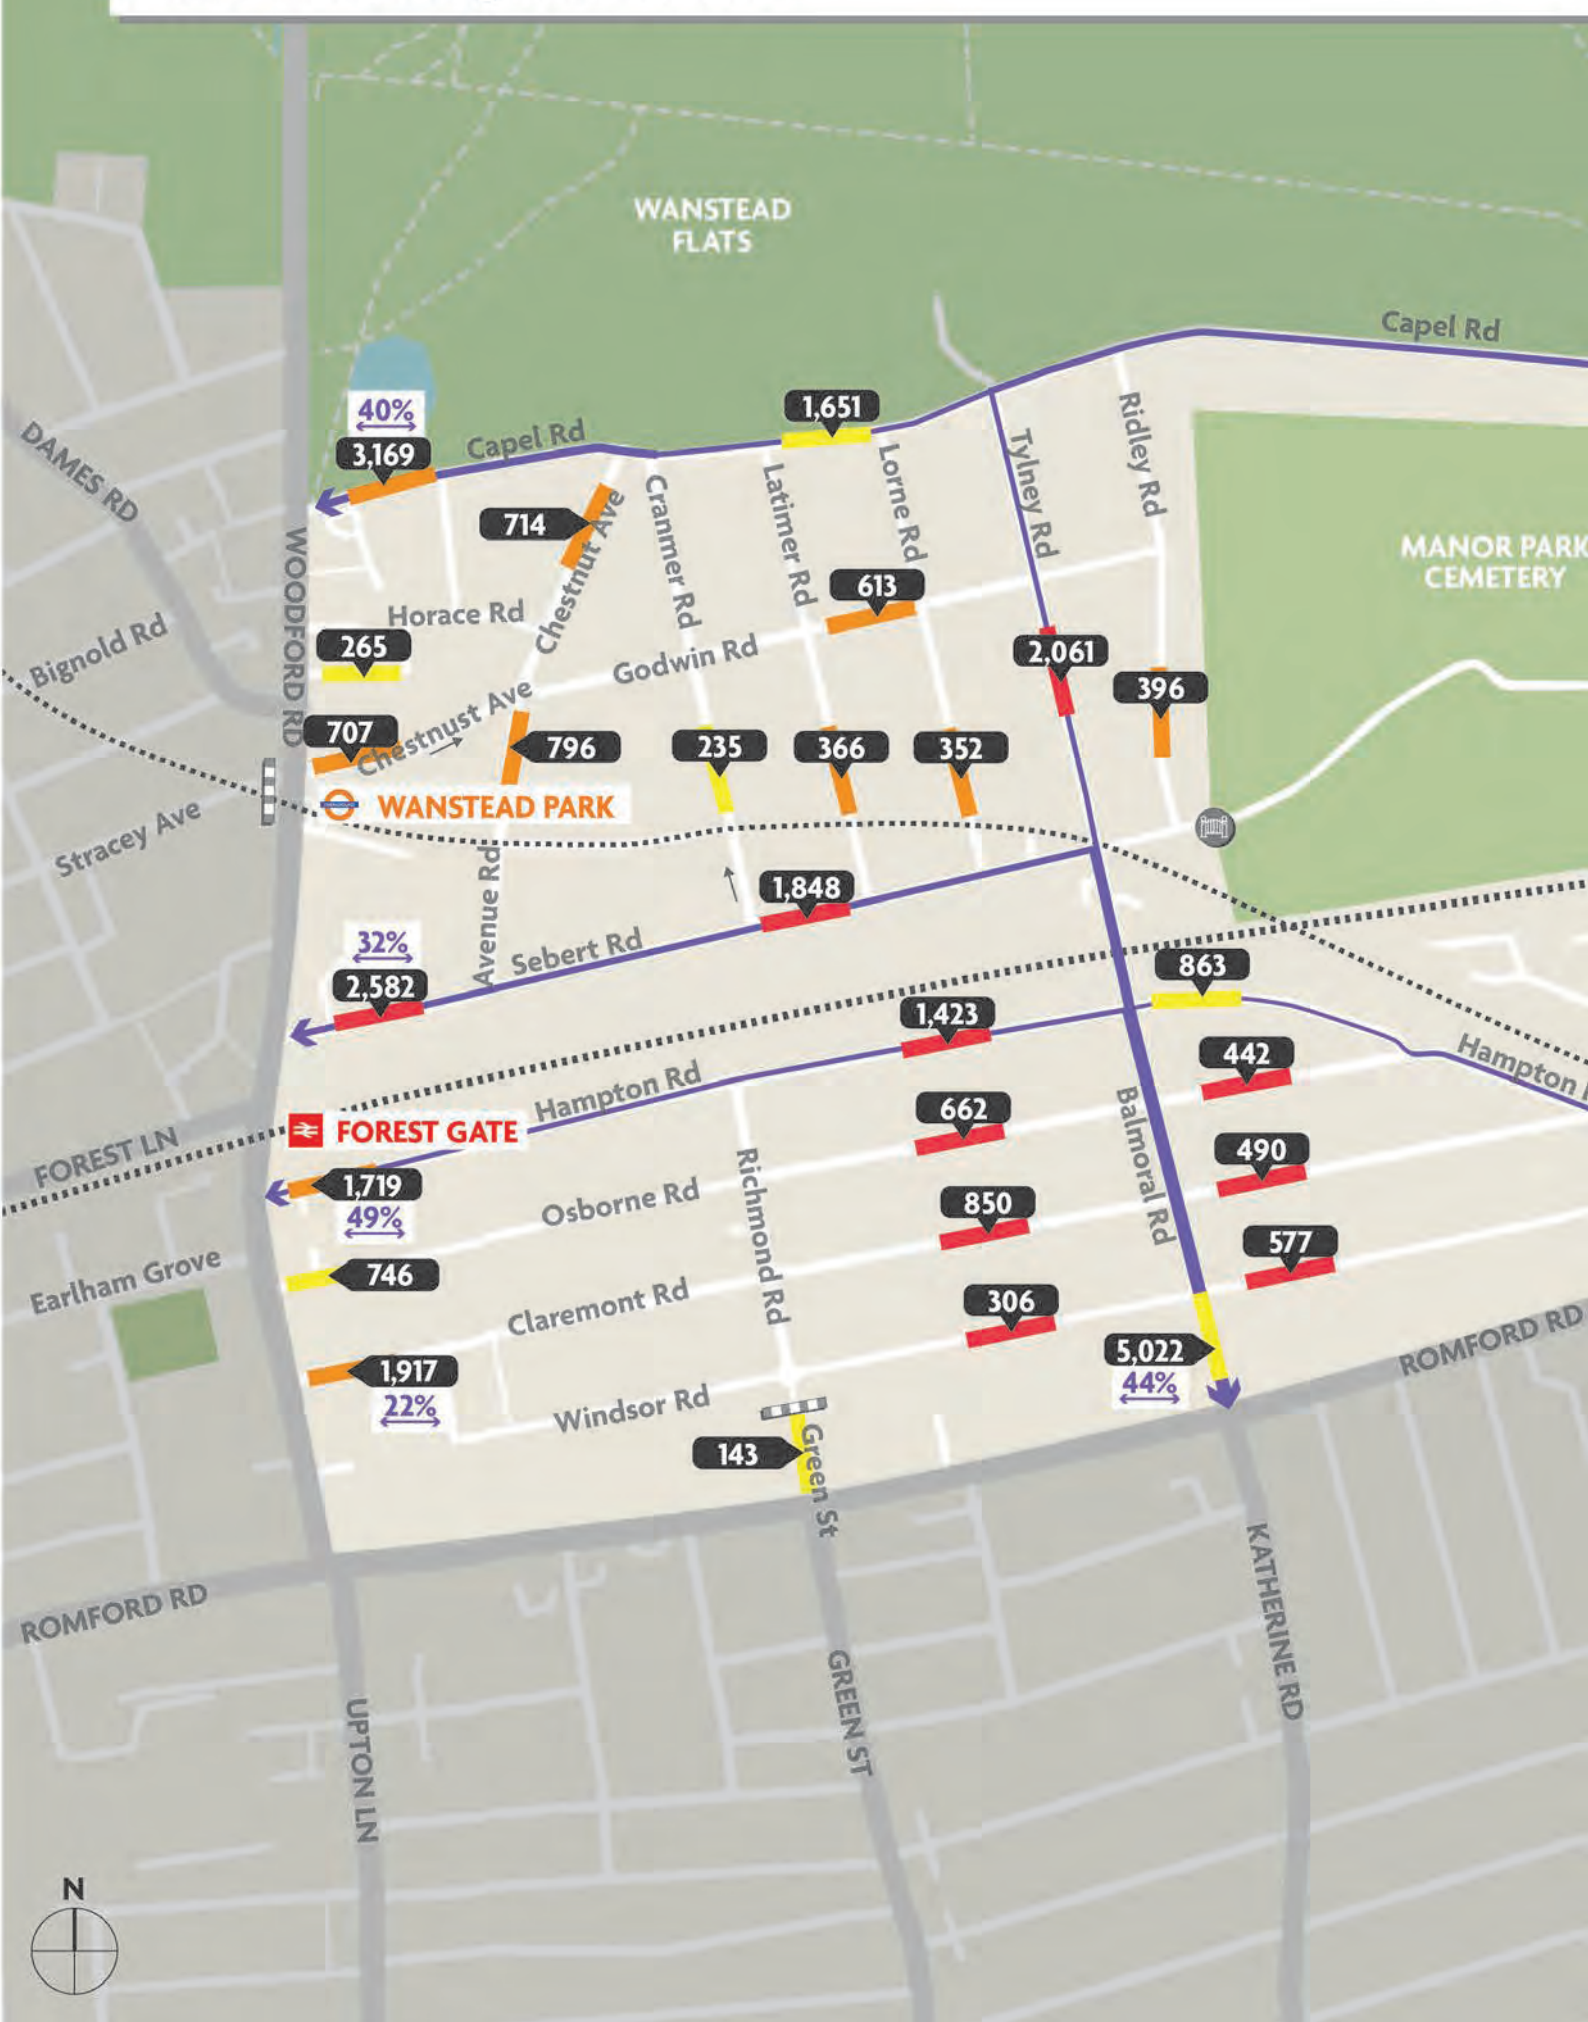 WANSTEAD
FLATS
Capel Rd
40%
1,651
3,169
Capel Rd
DAMES RD
714
Chestnut Ave
Cranmer Rd
Latimer Rd
Lorne Rd
Tylney Rd
Ridley Rd
MANOR PARK
CEMETERY
WOODFORD RD
613
Horace Rd
265
Godwin Rd
2,061
396
Bignold Rd
707
Chestnust Ave
796
235
366
352
WANSTEAD PARK
Stracey Ave
Avenue Rd
1,848
32%
Sebert Rd
2,582
863
1,423
442
Hampton
Hampton Rd
662
Balmoral Rd
FOREST GATE
FOREST LN
490
1,719
49%
Osborne Rd
Richmond Rd
850
577
746
Earlham Grove
Claremont Rd
306
5,022
44%
ROMFORD RD
1,917
22%
Windsor Rd
143
Green St
KATHERINE RD
ROMFORD RD
GREEN ST
UPTON LN
N